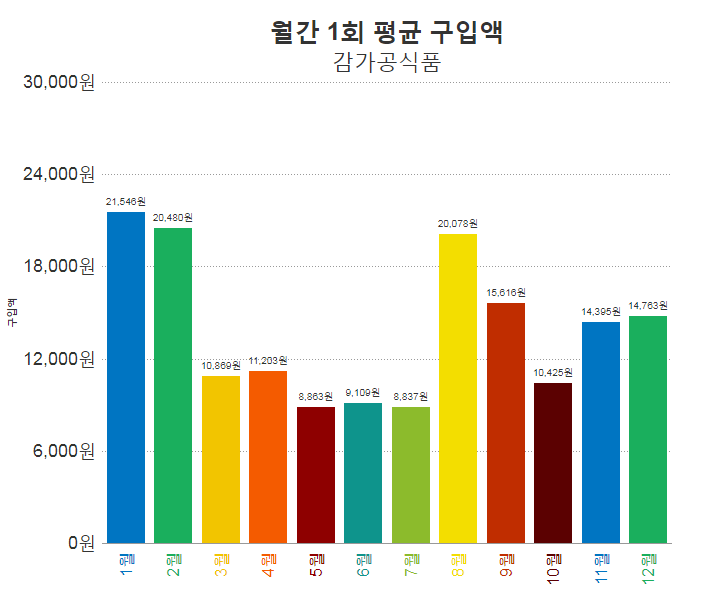 월간 1회 평균 구입액
감가공식품
30,000원
24,000원
18,000원
12,000원
6,000원
0원
구입액
21,546원
20,480원
10,869원
11,203원
8,863원
9,109원
8,837원
20,078원
15,616원
10,425원
14,395원
14,763원
1월
2월
3월
4월
5월
6월
7월
8월
9월
10월
11월
12월